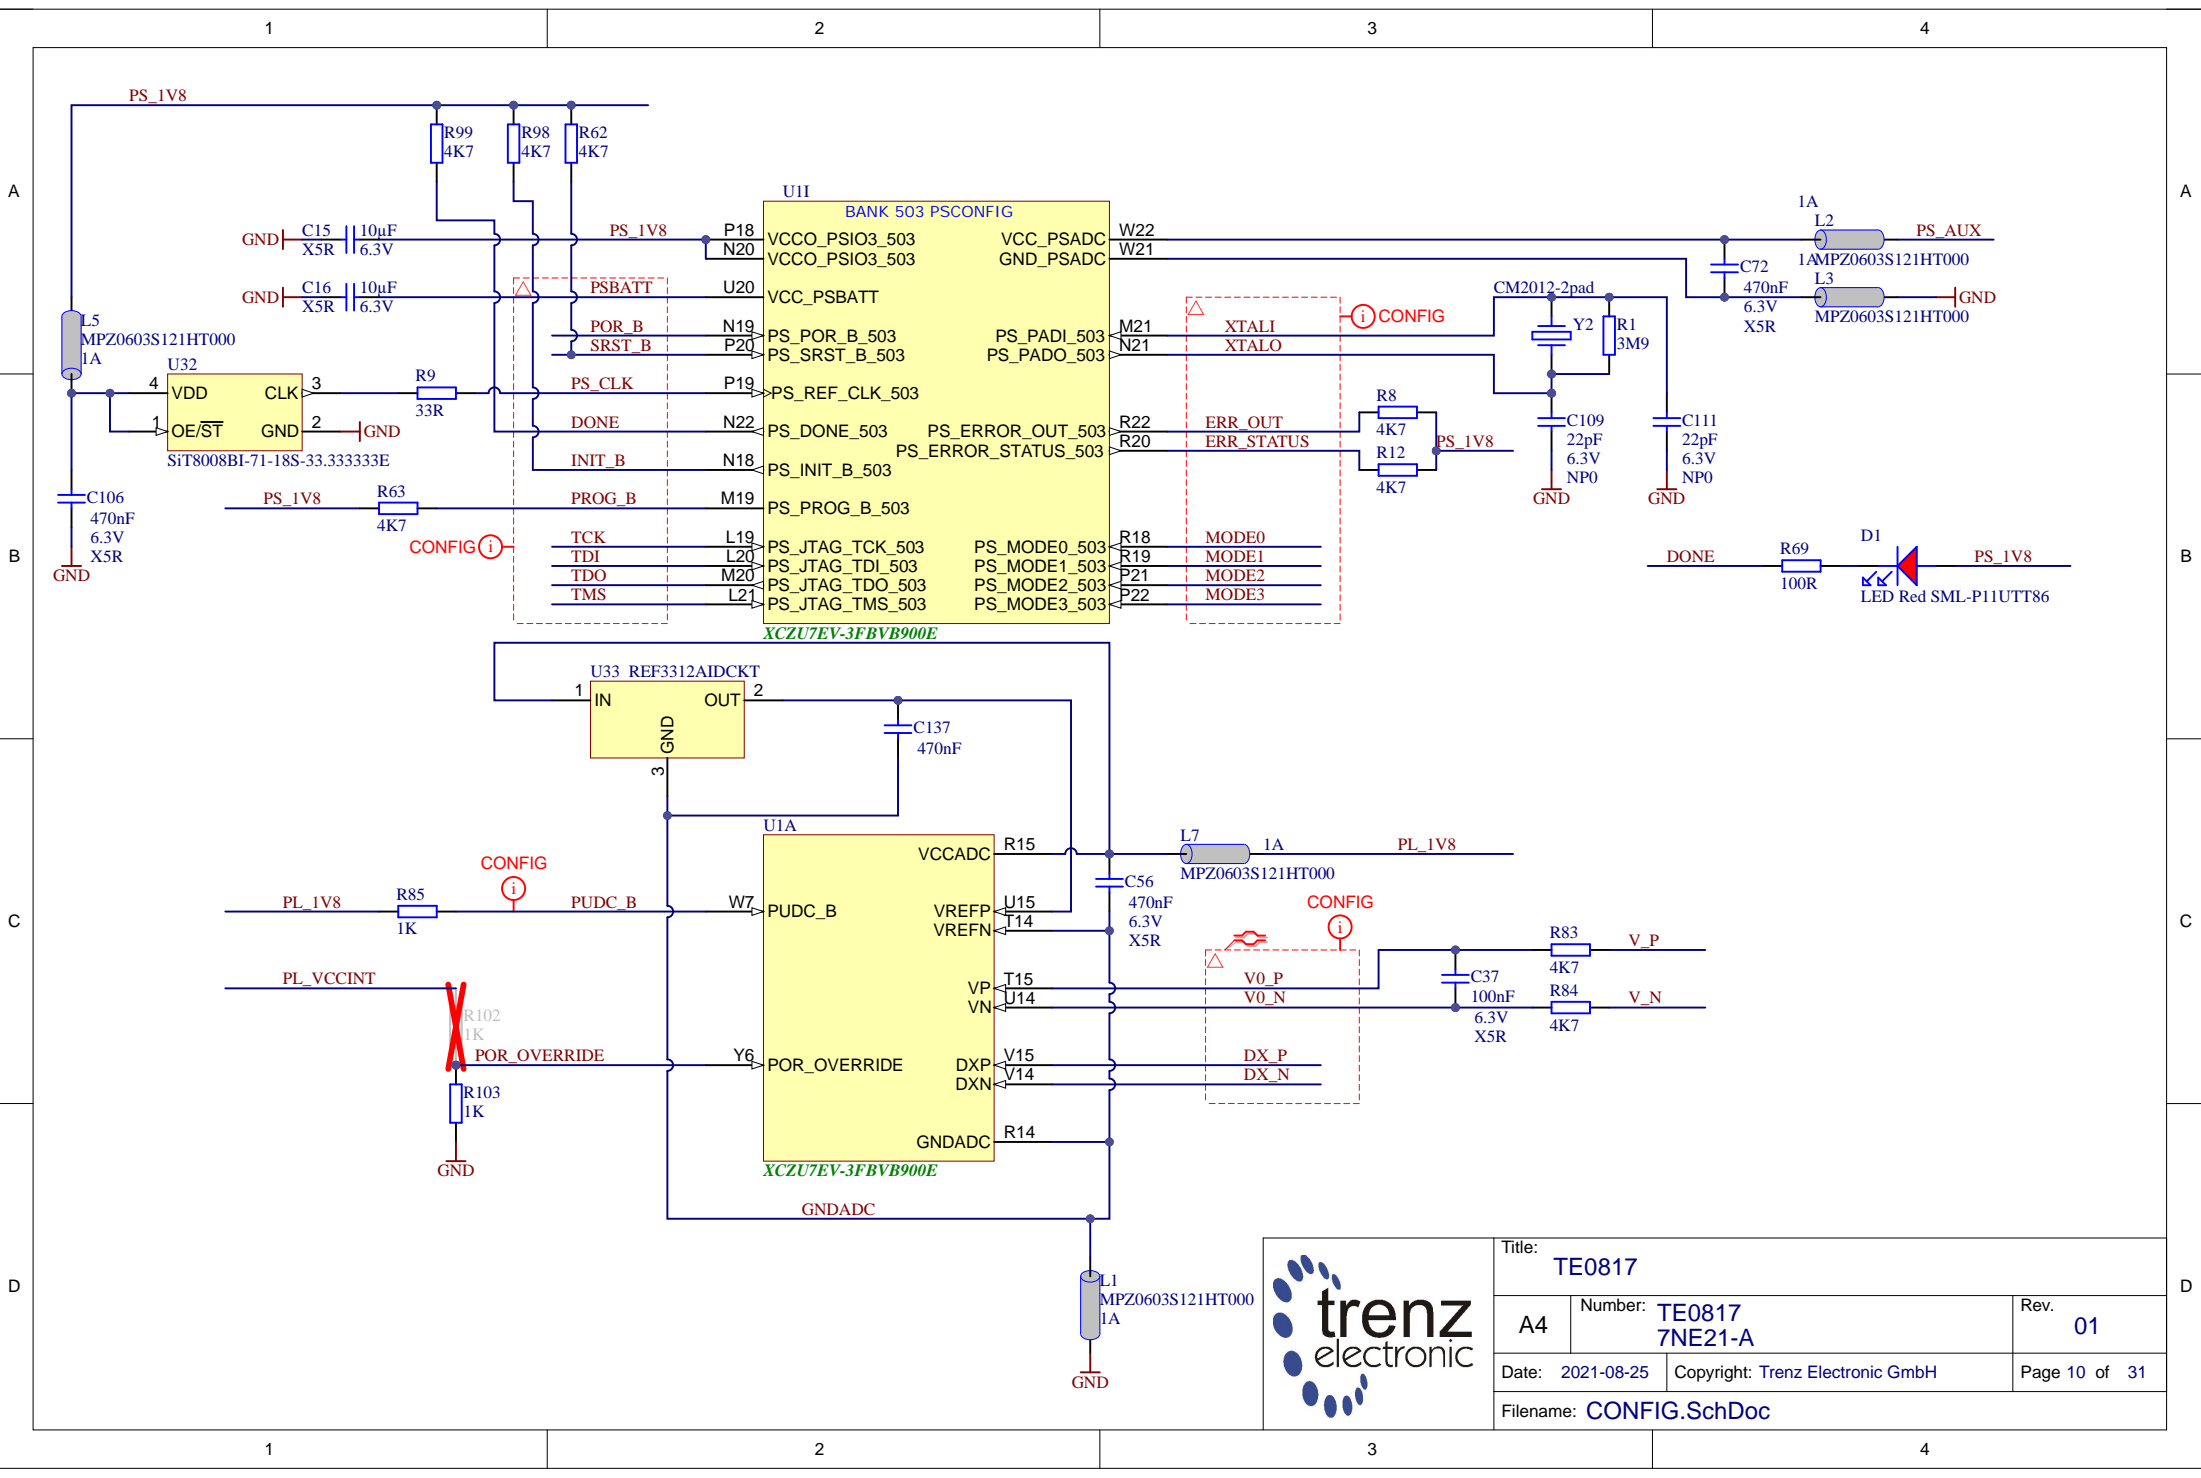 1 2 3 4
A
B
C
D
A
B
C
D
PS_1V8
R99
4K7
R98
4K7
R62
4K7
GND
C15
X5R
10µF
6.3V
PS_1V8
GND
C16
X5R
10µF
6.3V
PSBATT
POR_B
SRST_B
L5
MPZ0603S121HT000
1A
U32
4 VDD CLK 3
1 OE/ST GND 2
GND
SiT8008BI-71-18S-33.333333E
R9
33R
PS_CLK
DONE
INIT_B
C106
470nF
6.3V
X5R
GND
PS_1V8
R63
4K7
PROG_B
CONFIG i
TCK
TDI
TDO
TMS
U1I
BANK 503 PSCONFIG
P18 VCCO_PSIO3_503
N20 VCCO_PSIO3_503
U20 VCC_PSBATT
N19 PS_POR_B_503
P20 PS_SRST_B_503
P19 PS_REF_CLK_503
N22 PS_DONE_503
N18 PS_INIT_B_503
M19 PS_PROG_B_503
L19 PS_JTAG_TCK_503
L20 PS_JTAG_TDI_503
M20 PS_JTAG_TDO_503
L21 PS_JTAG_TMS_503
VCC_PSADC W22
GND_PSADC W21
PS_PADI_503 M21
PS_PADO_503 N21
PS_ERROR_OUT_503 R22
PS_ERROR_STATUS_503 R20
PS_MODE0_503 R18
PS_MODE1_503 R19
PS_MODE2_503 P21
PS_MODE3_503 P22
XCZU7EV-3FBVB900E
XTALI
XTALO
i CONFIG
ERR_OUT
ERR_STATUS
MODE0
MODE1
MODE2
MODE3
R8
4K7
R12
4K7
PS_1V8
CM2012-2pad
Y2
R1
3M9
C109
22pF
6.3V
NP0
GND
C111
22pF
6.3V
NP0
GND
1A
L2
MPZ0603S121HT000
PS_AUX
C72
470nF
6.3V
X5R
1A
L3
MPZ0603S121HT000
GND
DONE
R69
100R
D1
PS_1V8
LED Red SML-P11UTT86
U33 REF3312AIDCKT
1 IN OUT 2
GND
3
C137
470nF
U1A
VCCADC R15
W7 PUDC_B
VREFP U15
VREFN T14
VP T15
VN U14
Y6 POR_OVERRIDE
DXP V15
DXN V14
GNDADC R14
XCZU7EV-3FBVB900E
L7
1A
MPZ0603S121HT000
PL_1V8
C56
470nF
6.3V
X5R
CONFIG
i
PL_1V8
R85
1K
PUDC_B
PL_VCCINT
R102
1K
POR_OVERRIDE
R103
1K
GND
CONFIG
i
V0_P
V0_N
DX_P
DX_N
C37
100nF
6.3V
X5R
R83
4K7
V_P
R84
4K7
V_N
GNDADC
L1
MPZ0603S121HT000
1A
GND
trenz
electronic
Title:
TE0817
A4
Number: TE0817
7NE21-A
Rev.
01
Date: 2021-08-25
Copyright: Trenz Electronic GmbH
Page 10 of 31
Filename: CONFIG.SchDoc
1 2 3 4